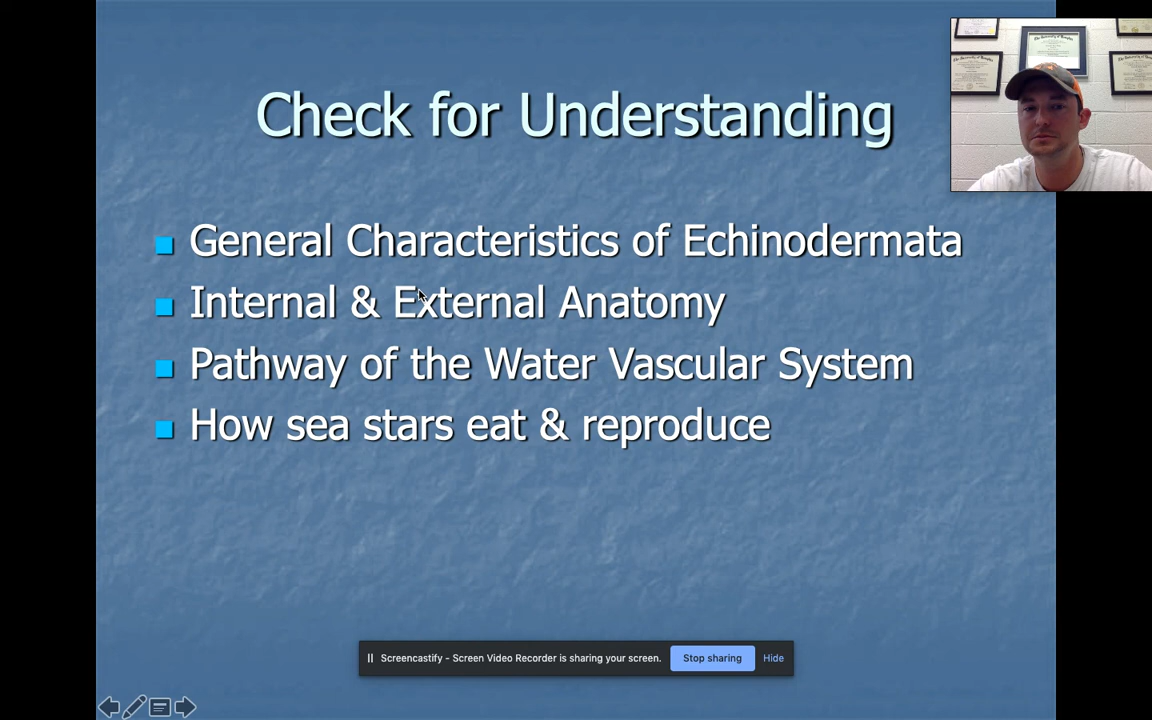 Check for Understanding
General Characteristics of Echinodermata
Internal & External Anatomy
Pathway of the Water Vascular System
How sea stars eat & reproduce
Screencastify - Screen Video Recorder is sharing your screen. Stop sharing Hide